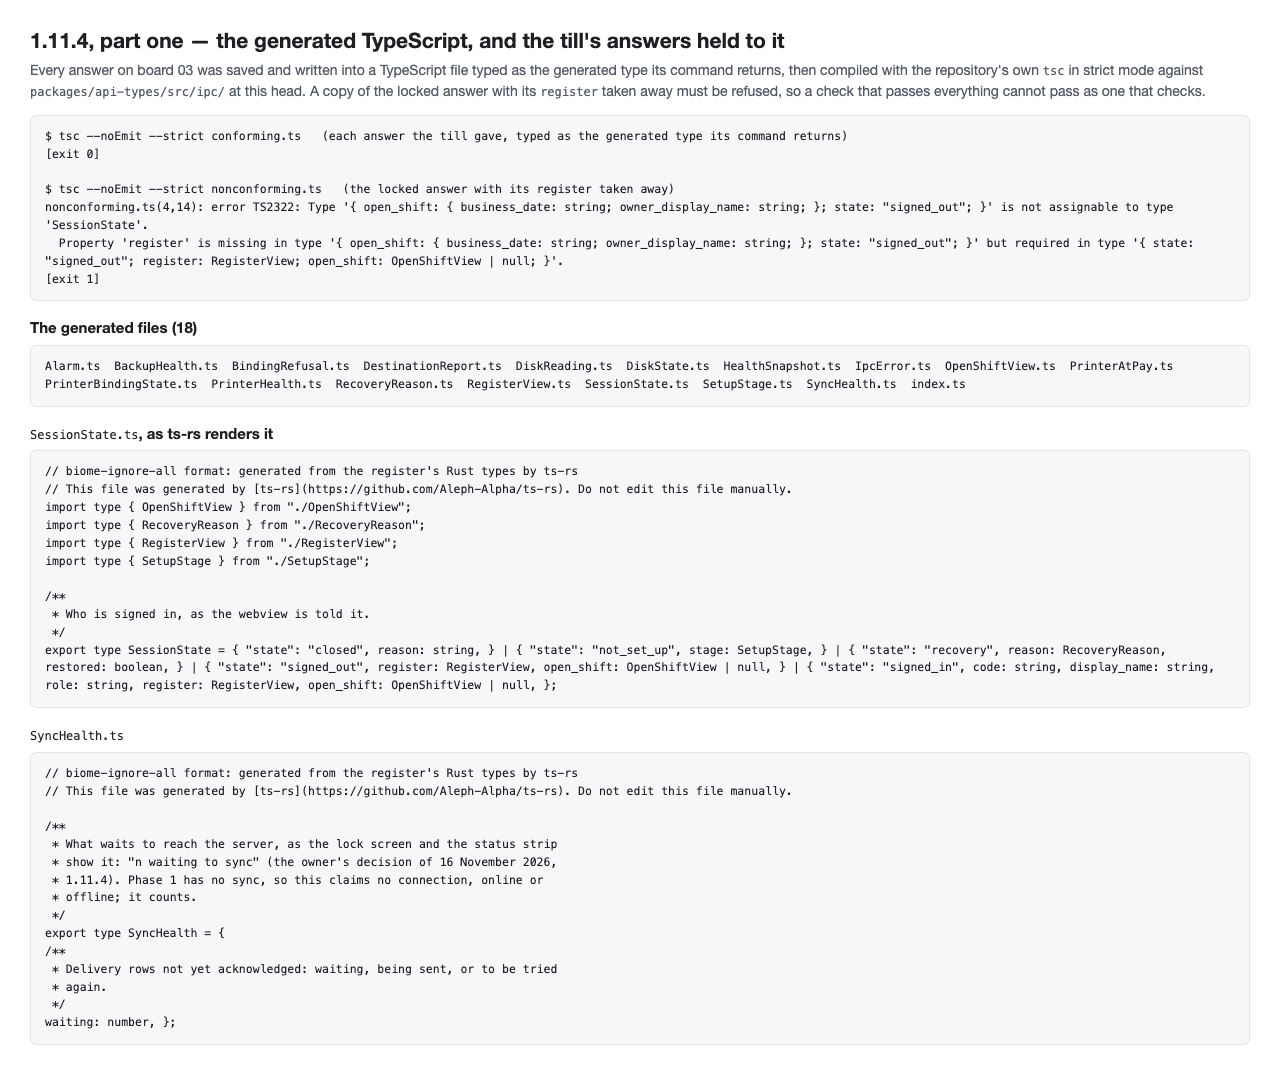 1.11.4, part one — the generated TypeScript, and the till's answers held to it
Every answer on board 03 was saved and written into a TypeScript file typed as the generated type its command returns, then compiled with the repository's own tsc in strict mode against
packages/api-types/src/ipc/ at this head. A copy of the locked answer with its register taken away must be refused, so a check that passes everything cannot pass as one that checks.
$ tsc --noEmit --strict conforming.ts   (each answer the till gave, typed as the generated type its command returns)
[exit 0]
$ tsc --noEmit --strict nonconforming.ts   (the locked answer with its register taken away)
nonconforming.ts(4,14): error TS2322: Type '{ open_shift: { business_date: string; owner_display_name: string; }; state: "signed_out"; }' is not assignable to type
'SessionState'.
  Property 'register' is missing in type '{ open_shift: { business_date: string; owner_display_name: string; }; state: "signed_out"; }' but required in type '{ state:
"signed_out"; register: RegisterView; open_shift: OpenShiftView | null; }'.
[exit 1]
The generated files (18)
Alarm.ts  BackupHealth.ts  BindingRefusal.ts  DestinationReport.ts  DiskReading.ts  DiskState.ts  HealthSnapshot.ts  IpcError.ts  OpenShiftView.ts  PrinterAtPay.ts
PrinterBindingState.ts  PrinterHealth.ts  RecoveryReason.ts  RegisterView.ts  SessionState.ts  SetupStage.ts  SyncHealth.ts  index.ts
SessionState.ts, as ts-rs renders it
// biome-ignore-all format: generated from the register's Rust types by ts-rs
// This file was generated by [ts-rs](https://github.com/Aleph-Alpha/ts-rs). Do not edit this file manually.
import type { OpenShiftView } from "./OpenShiftView";
import type { RecoveryReason } from "./RecoveryReason";
import type { RegisterView } from "./RegisterView";
import type { SetupStage } from "./SetupStage";
/**
 * Who is signed in, as the webview is told it.
 */
export type SessionState = { "state": "closed", reason: string, } | { "state": "not_set_up", stage: SetupStage, } | { "state": "recovery", reason: RecoveryReason,
restored: boolean, } | { "state": "signed_out", register: RegisterView, open_shift: OpenShiftView | null, } | { "state": "signed_in", code: string, display_name: string,
role: string, register: RegisterView, open_shift: OpenShiftView | null, };
SyncHealth.ts
// biome-ignore-all format: generated from the register's Rust types by ts-rs
// This file was generated by [ts-rs](https://github.com/Aleph-Alpha/ts-rs). Do not edit this file manually.
/**
 * What waits to reach the server, as the lock screen and the status strip
 * show it: "n waiting to sync" (the owner's decision of 16 November 2026,
 * 1.11.4). Phase 1 has no sync, so this claims no connection, online or
 * offline; it counts.
 */
export type SyncHealth = {
/**
 * Delivery rows not yet acknowledged: waiting, being sent, or to be tried
 * again.
 */
waiting: number, };